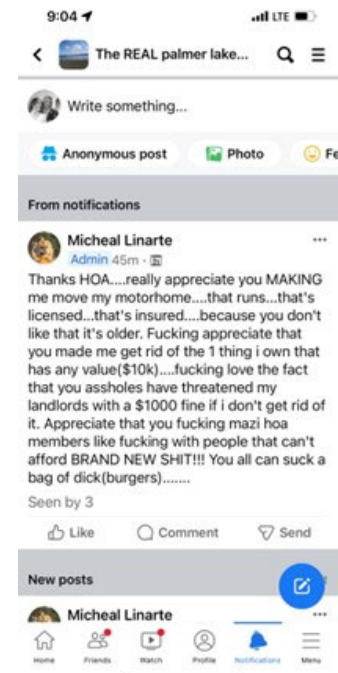 9:04
LTE
The REAL palmer lake...
Write something...
Anonymous post
Photo
Fe
From notifications
Micheal Linarte
Admin 45m ·
Thanks HOA....really appreciate you MAKING
me move my motorhome....that runs...that's
licensed...that's insured....because you don't
like that it's older. Fucking appreciate that
you made me get rid of the 1 thing i own that
has any value($10k)....fucking love the fact
that you assholes have threatened my
landlords with a $1000 fine if i don't get rid of
it. Appreciate that you fucking mazi hoa
members like fucking with people that can't
afford BRAND NEW SHIT!!! You all can suck a
bag of dick(burgers).......
Seen by 3
Like
Comment
Send
New posts
Micheal Linarte
Home
Friends
Watch
Profile
Notifications
Menu